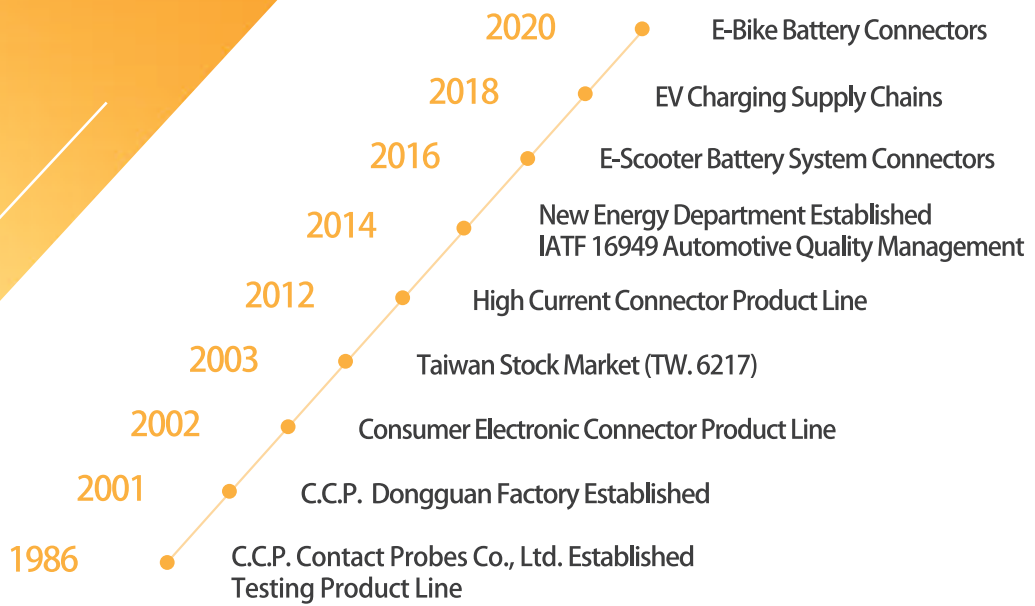 2020 E-Bike Battery Connectors
2018 EV Charging Supply Chains
2016 E-Scooter Battery System Connectors
2014 New Energy Department Established
IATF 16949 Automotive Quality Management
2012 High Current Connector Product Line
2003 Taiwan Stock Market (TW. 6217)
2002 Consumer Electronic Connector Product Line
2001 C.C.P. Dongguan Factory Established
1986 C.C.P. Contact Probes Co., Ltd. Established
Testing Product Line